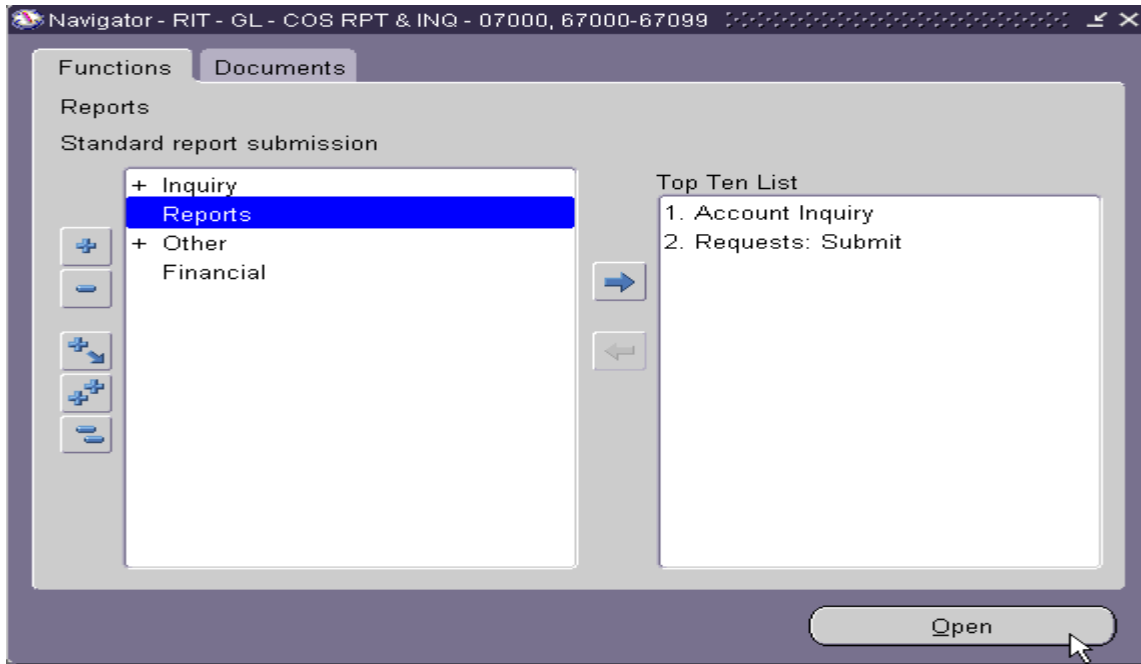 Navigator - RIT - GL - COS RPT & INQ - 07000, 67000-67099
Functions Documents
Reports
Standard report submission
+ Inquiry
Reports
+ Other
Financial
Top Ten List
1. Account Inquiry
2. Requests: Submit
Open